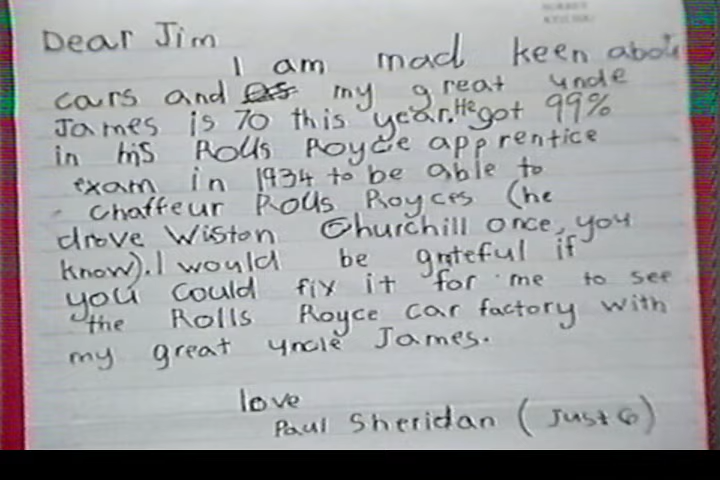 Dear Jim
I am mad keen abou
cars and my great uncle
James is 70 this year. He got 99%
in his Rolls Royce apprentice
exam in 1934 to be able to
chaffeur Rolls Royces (he
drove Wiston Churchill once, you
know). I would be grateful if
you could fix it for me to see
the Rolls Royce car factory with
my great uncle James.
love
Paul Sheridan (Just 6)